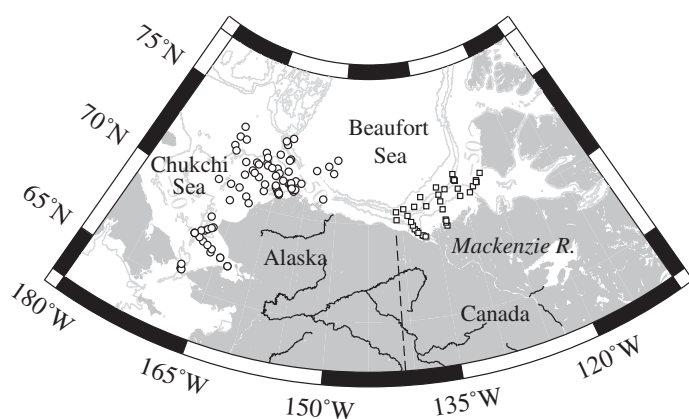 75°N
70°N
65°N
Chukchi
Sea
Beaufort
Sea
Mackenzie R.
Alaska
Canada
180°W
165°W
150°W
135°W
120°W